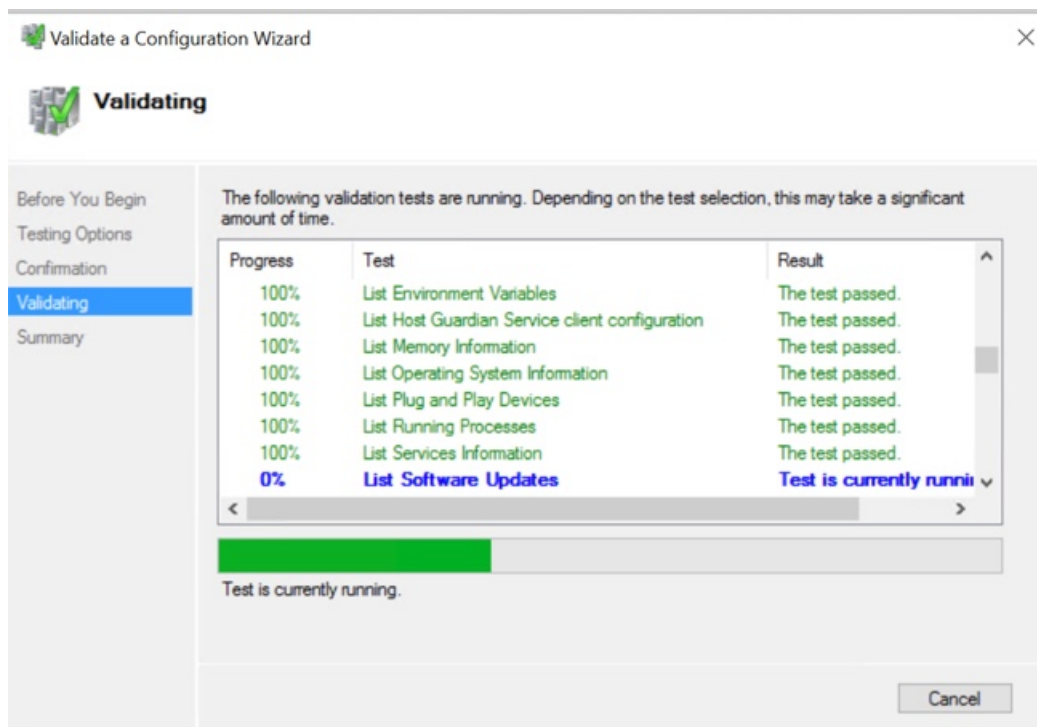 Validate a Configuration Wizard
Validating
Before You Begin
Testing Options
Confirmation
Validating
Summary
The following validation tests are running. Depending on the test selection, this may take a significant
amount of time.
Progress Test Result
100% List Environment Variables The test passed.
100% List Host Guardian Service client configuration The test passed.
100% List Memory Information The test passed.
100% List Operating System Information The test passed.
100% List Plug and Play Devices The test passed.
100% List Running Processes The test passed.
100% List Services Information The test passed.
0% List Software Updates Test is currently runnin
Test is currently running.
Cancel